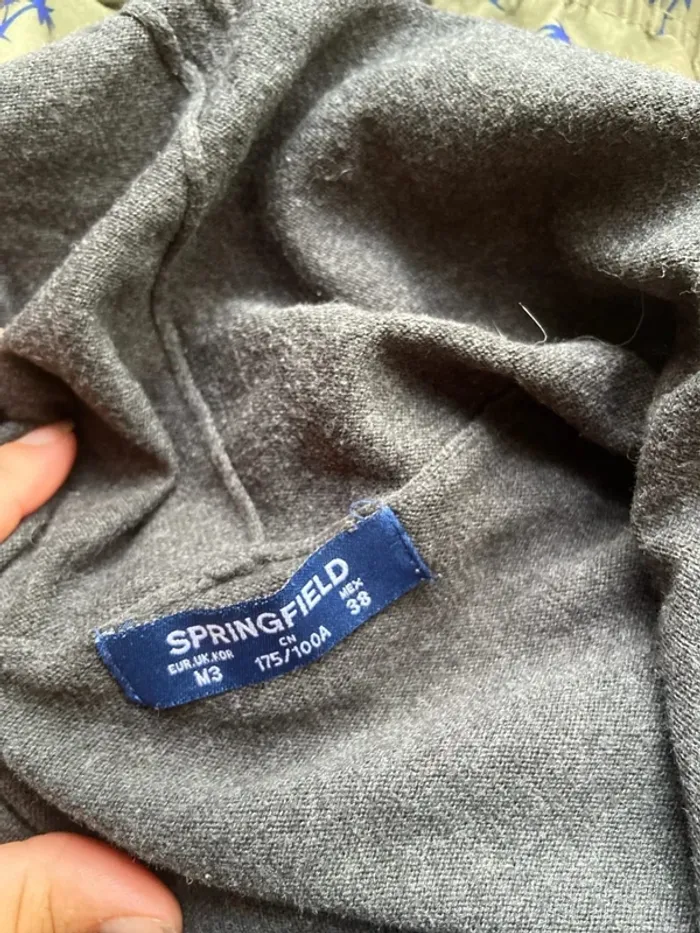 SPRINGFIELD
EUR.UK.KOR CN MEX
M3 175/100A 38